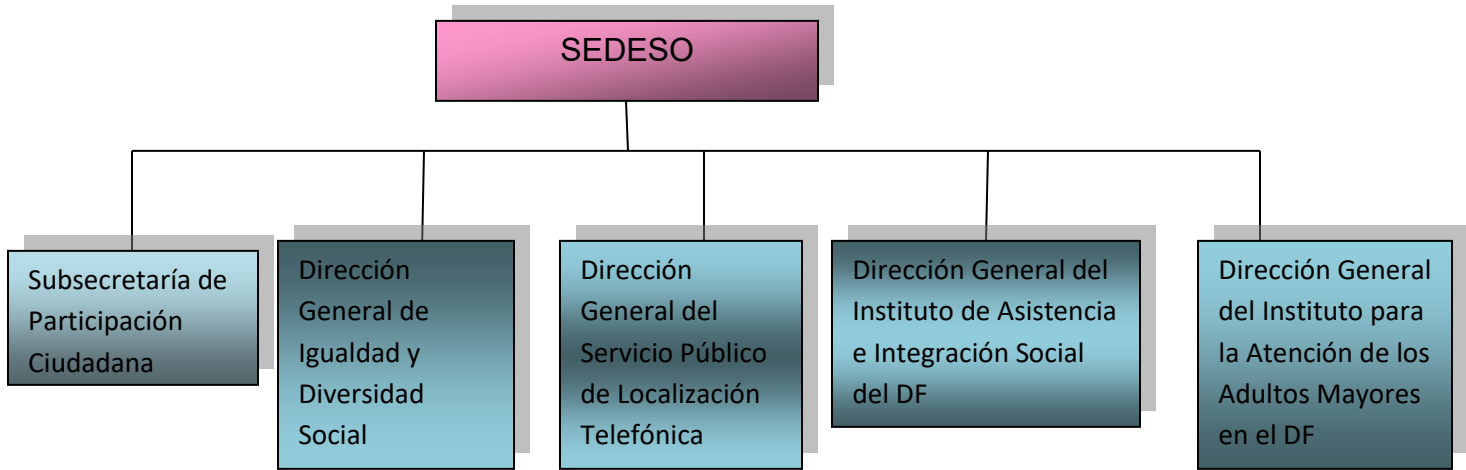 SEDESO
Subsecretaría de
Participación
Ciudadana
Dirección
General de
Igualdad y
Diversidad
Social
Dirección
General del
Servicio Público
de Localización
Telefónica
Dirección General del
Instituto de Asistencia
e Integración Social
del DF
Dirección General
del Instituto para
la Atención de los
Adultos Mayores
en el DF